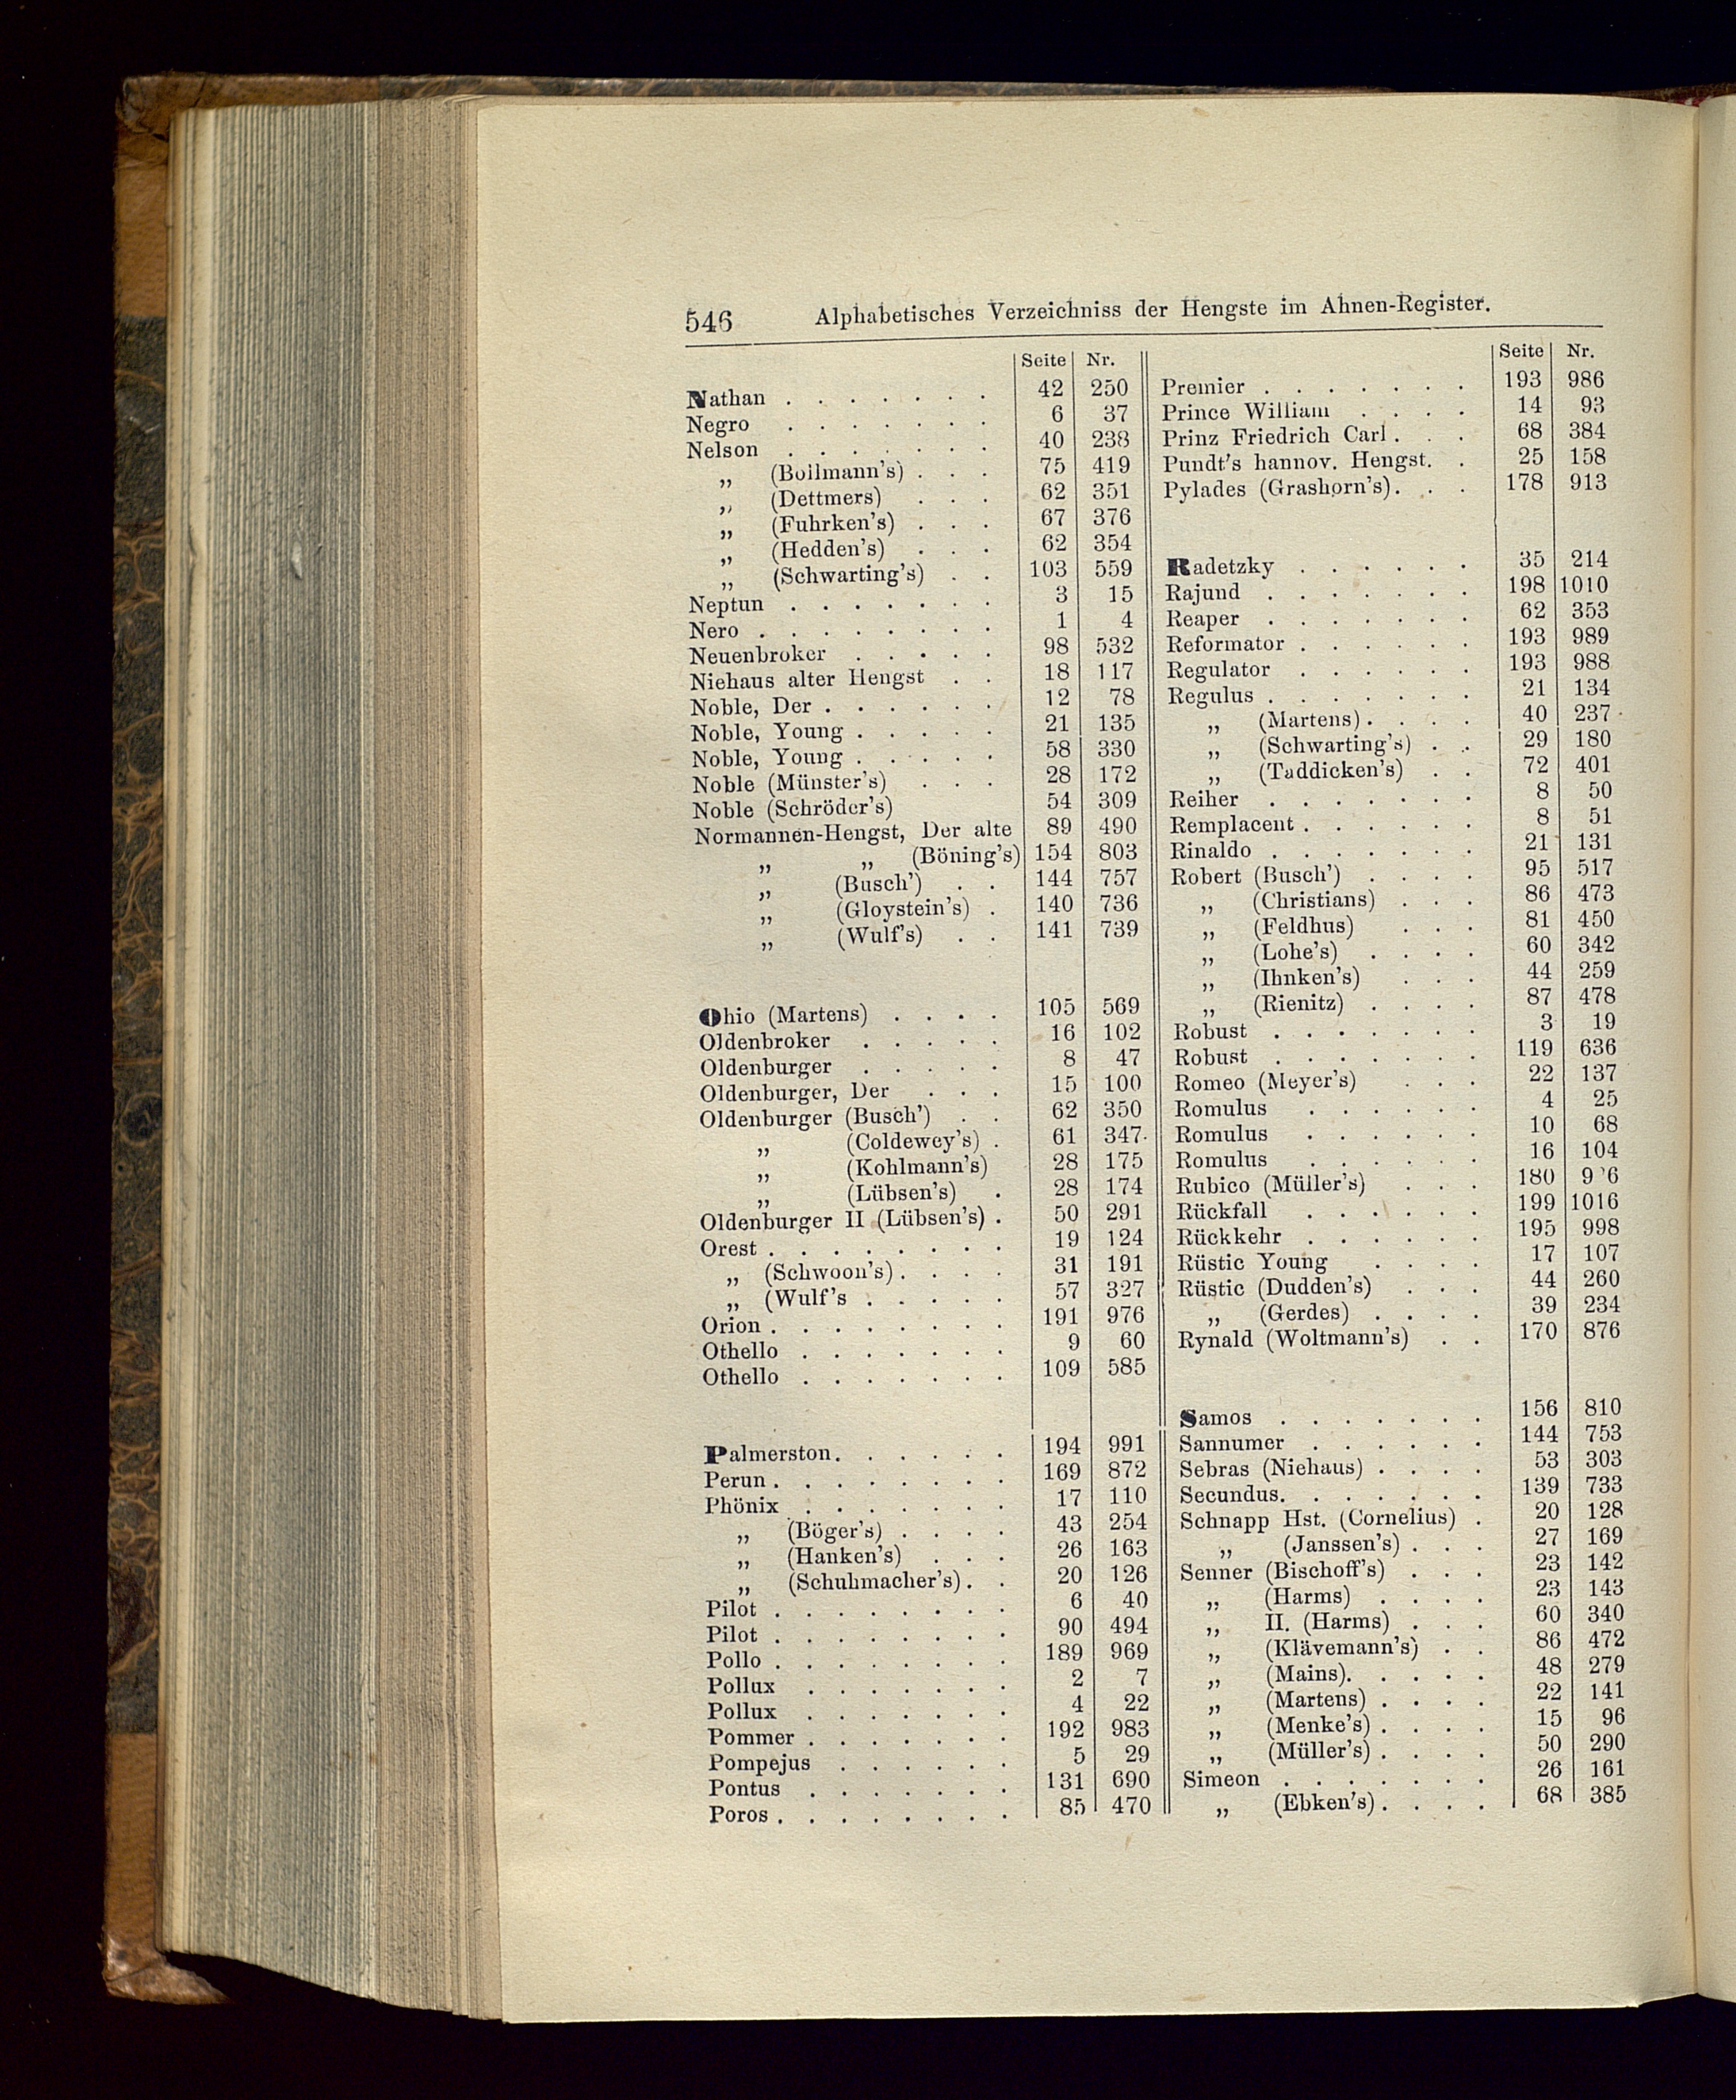 546 Alphabetisches Verzeichniss der Hengste im Ahnen-Register.
Seite Nr.
Nathan . . . . . . . 42 250
Negro . . . . . . . 6 37
Nelson . . . . . . . 40 238
„ (Bollmann's) . . . 75 419
„ (Dettmers) . . . 62 351
„ (Fuhrken's) . . . 67 376
„ (Hedden's) . . . 62 354
„ (Schwarting's) . . 103 559
Neptun . . . . . . . 3 15
Nero . . . . . . . . 1 4
Neuenbroker . . . . . 98 532
Niehaus alter Hengst . . 18 117
Noble, Der . . . . . . 12 78
Noble, Young . . . . . 21 135
Noble, Young . . . . . 58 330
Noble (Münster's) . . . 28 172
Noble (Schröder's) 54 309
Normannen-Hengst, Der alte 89 490
„ „ (Böning's) 154 803
„ (Busch') . . 144 757
„ (Gloystein's) . 140 736
„ (Wulf's) . . 141 739
Ohio (Martens) . . . . 105 569
Oldenbroker . . . . . 16 102
Oldenburger . . . . . 8 47
Oldenburger, Der . . . 15 100
Oldenburger (Busch') . . 62 350
„ (Coldewey's) . 61 347
„ (Kohlmann's) 28 175
„ (Lübsen's) . 28 174
Oldenburger II (Lübsen's) . 50 291
Orest . . . . . . . . 19 124
„ (Schwoon's) . . . . 31 191
„ (Wulf's . . . . . 57 327
Orion . . . . . . . . 191 976
Othello . . . . . . . 9 60
Othello . . . . . . . 109 585
Palmerston. . . . . . 194 991
Perun . . . . . . . . 169 872
Phönix . . . . . . . 17 110
„ (Böger's) . . . . 43 254
„ (Hanken's) . . . 26 163
„ (Schuhmacher's) . . 20 126
Pilot . . . . . . . . 6 40
Pilot . . . . . . . . 90 494
Pollo . . . . . . . . 189 969
Pollux . . . . . . . 2 7
Pollux . . . . . . . 4 22
Pommer . . . . . . . 192 983
Pompejus . . . . . . 5 29
Pontus . . . . . . . 131 690
Poros . . . . . . . . 85 470
Seite Nr.
Premier . . . . . . . 193 986
Prince William . . . . 14 93
Prinz Friedrich Carl . . . 68 384
Pundt's hannov. Hengst. . 25 158
Pylades (Grashorn's) . . . 178 913
Radetzky . . . . . . 35 214
Rajund . . . . . . . 198 1010
Reaper . . . . . . . 62 353
Reformator . . . . . . 193 989
Regulator . . . . . . 193 988
Regulus . . . . . . . 21 134
„ (Martens) . . . . 40 237
„ (Schwarting's) . . 29 180
„ (Taddicken's) . . 72 401
Reiher . . . . . . . 8 50
Remplacent . . . . . . 8 51
Rinaldo . . . . . . . 21 131
Robert (Busch') . . . . 95 517
„ (Christians) . . . 86 473
„ (Feldhus) . . . 81 450
„ (Lohe's) . . . . 60 342
„ (Ihnken's) . . . 44 259
„ (Rienitz) . . . . 87 478
Robust . . . . . . . 3 19
Robust . . . . . . . 119 636
Romeo (Meyer's) . . . 22 137
Romulus . . . . . . 4 25
Romulus . . . . . . 10 68
Romulus . . . . . . 16 104
Rubico (Müller's) . . . 180
Rückfall . . . . . . 199 1016
Rückkehr . . . . . . 195 998
Rüstic Young . . . . 17 107
Rüstic (Dudden's) . . . 44 260
„ (Gerdes) . . . . 39 234
Rynald (Woltmann's) . . 170 876
Samos . . . . . . . 156 810
Sannumer . . . . . . 144 753
Sebras (Niehaus) . . . . 53 303
Secundus. . . . . . . 139 733
Schnapp Hst. (Cornelius) . 20 128
„ (Janssen's) . . . 27 169
Senner (Bischoff's) . . . 23 142
„ (Harms) . . . . 23 143
„ II. (Harms) . . . 60 340
„ (Klävemann's) . . 86 472
„ (Mains). . . . . 48 279
„ (Martens) . . . . 22 141
„ (Menke's) . . . . 15 96
„ (Müller's) . . . . 50 290
Simeon . . . . . . . 26 161
„ (Ebken's) . . . . 68 385